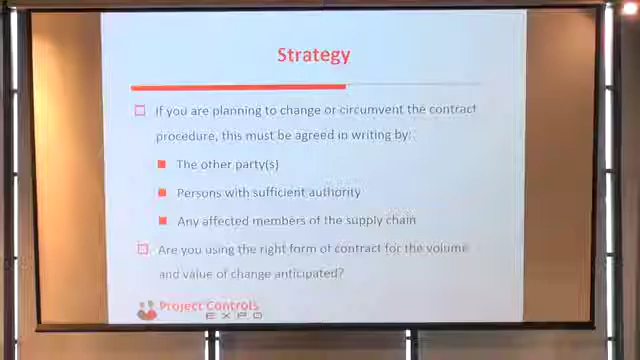 Strategy
If you are planning to change or circumvent the contract
procedure, this must be agreed in writing by:
The other party(s)
Persons with sufficient authority
Any affected members of the supply chain
Are you using the right form of contract for the volume
and value of change anticipated?
Project Controls
EXPO